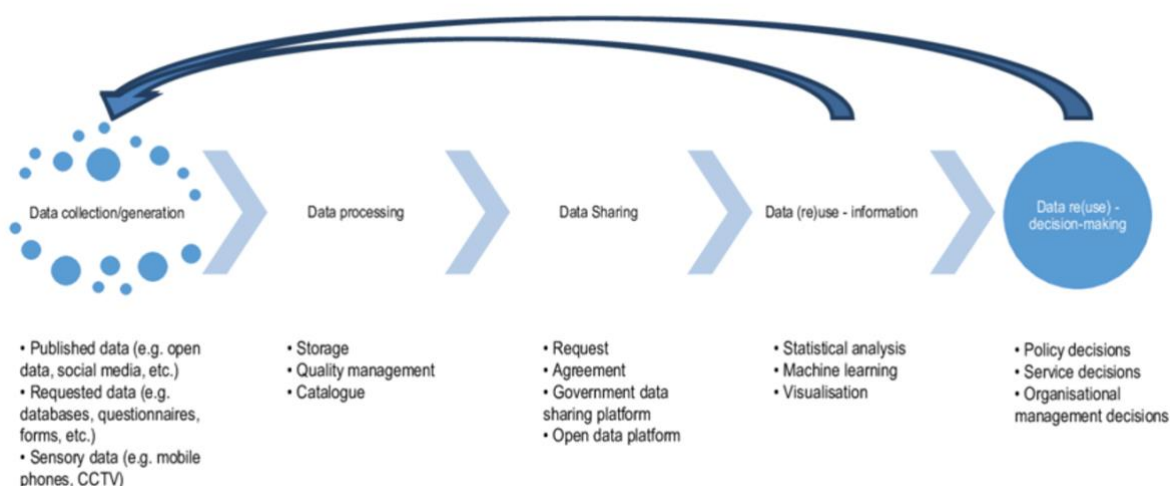 Data collection/generation
Data processing
Data Sharing
Data (re)use - information
Data re(use) -
decision-making
• Published data (e.g. open
data, social media, etc.)
• Requested data (e.g.
databases, questionnaires,
forms, etc.)
• Sensory data (e.g. mobile
phones, CCTV)
• Storage
• Quality management
• Catalogue
• Request
• Agreement
• Government data
sharing platform
• Open data platform
• Statistical analysis
• Machine learning
• Visualisation
• Policy decisions
• Service decisions
• Organisational
management decisions